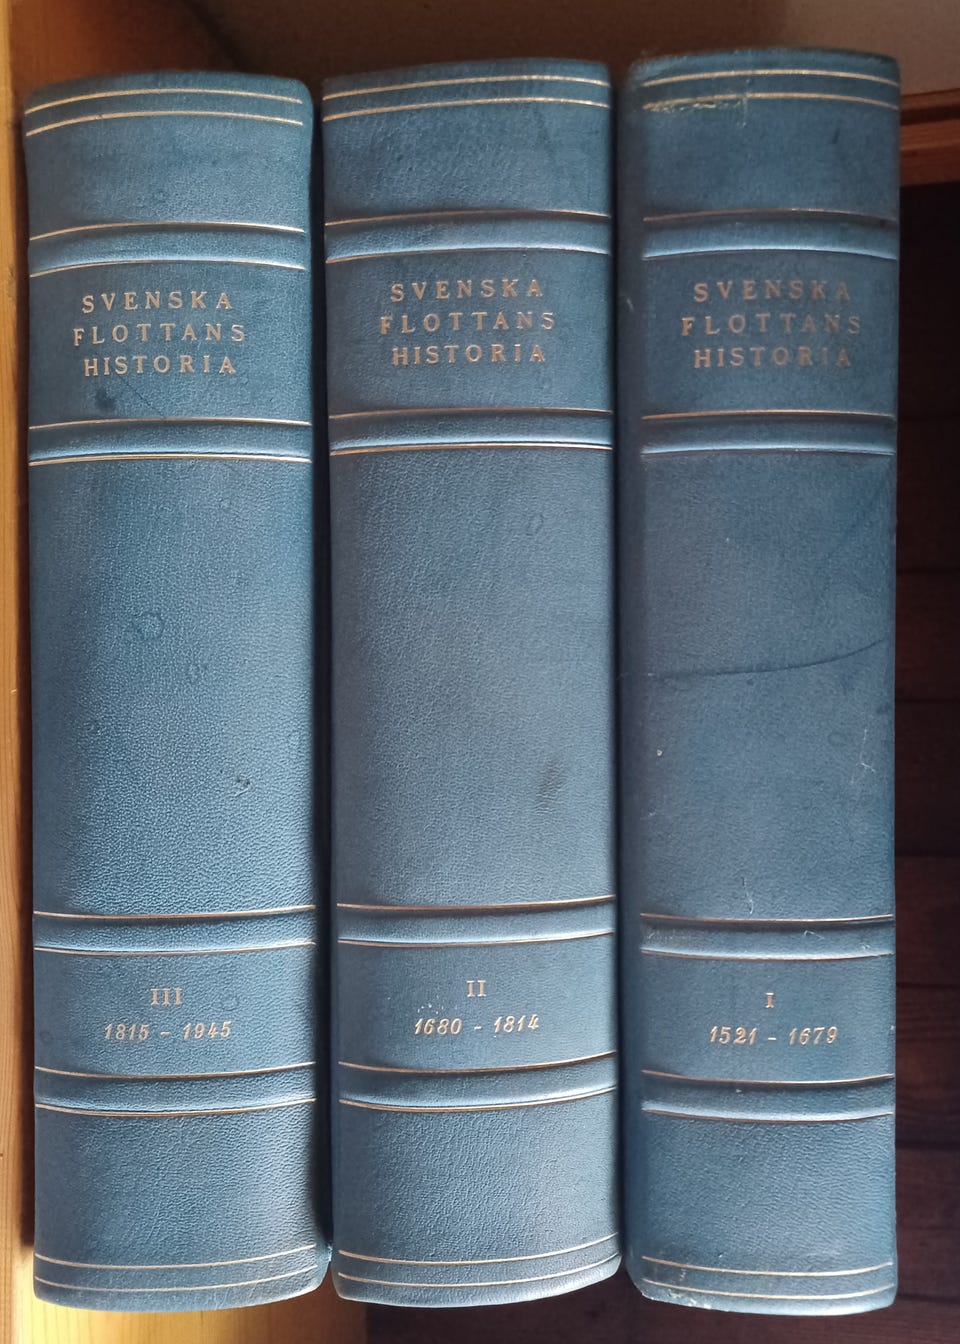 SVENSKA
FLOTTANS
HISTORIA
III
1815 - 1945
SVENSKA
FLOTTANS
HISTORIA
II
1680 - 1814
SVENSKA
FLOTTANS
HISTORIA
I
1521 - 1679